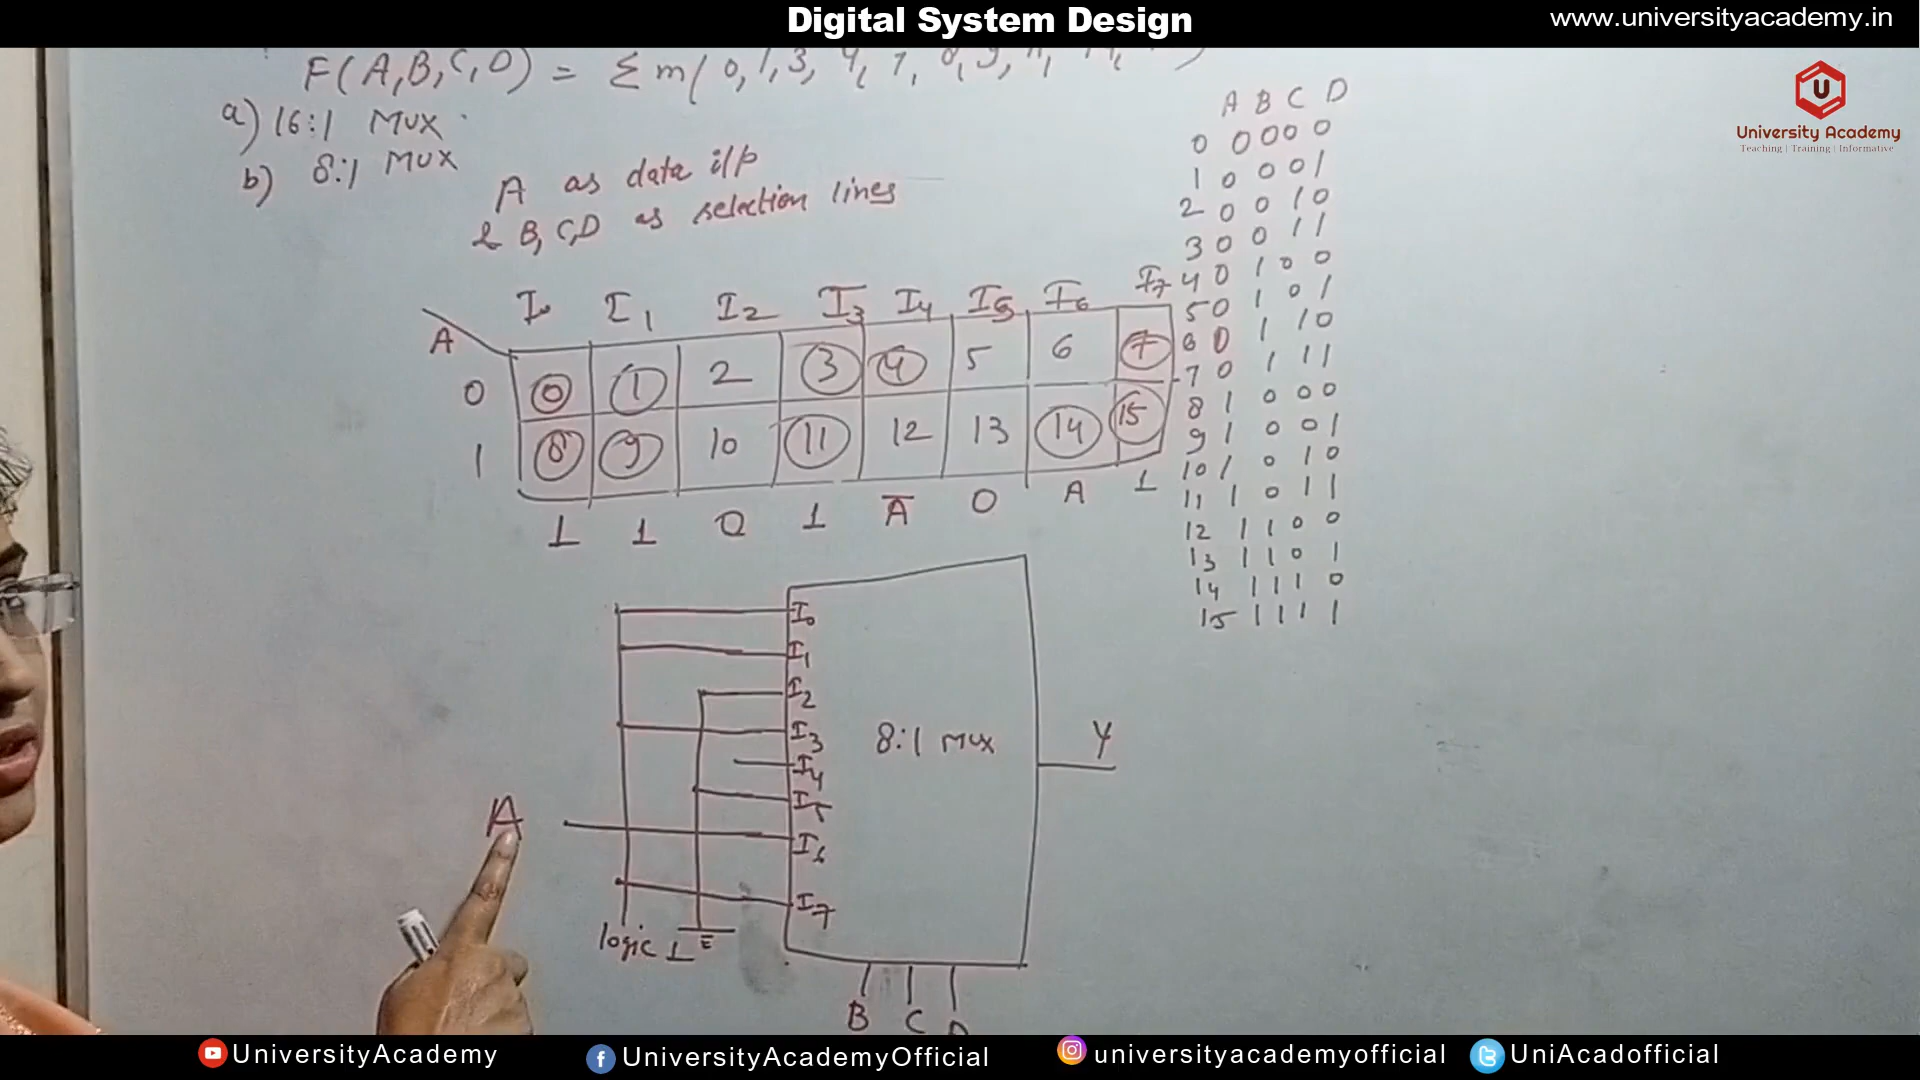 Digital System Design
www.universityacademy.in
F(A,B,C,D) = Σ m( 0, 1, 3, 4, 7, 8, 9, 11,
a) 16:1 MUX
b) 8:1 MUX
A as data i/p
& B, C, D as selection lines
I0 I1 I2 I3 I4 I5 I6 I7
A
0 0 1 2 3 4 5 6 7
1 8 9 10 11 12 13 14 15
1 1 0 1 A̅ 0 A 1
A B C D
0 0 0 0 0
1 0 0 0 1
2 0 0 1 0
3 0 0 1 1
4 0 1 0 0
5 0 1 0 1
6 0 1 1 0
7 0 1 1 1
8 1 0 0 0
9 1 0 0 1
10 1 0 1 0
11 1 0 1 1
12 1 1 0 0
13 1 1 0 1
14 1 1 1 0
15 1 1 1 1
U
University Academy
Teaching | Training | Informative
I0
I1
I2
I3
I4
I5
I6
I7
8:1 MUX
Y
A
logic 1
B C D
UniversityAcademy
UniversityAcademyOfficial
universityacademyofficial
UniAcadofficial